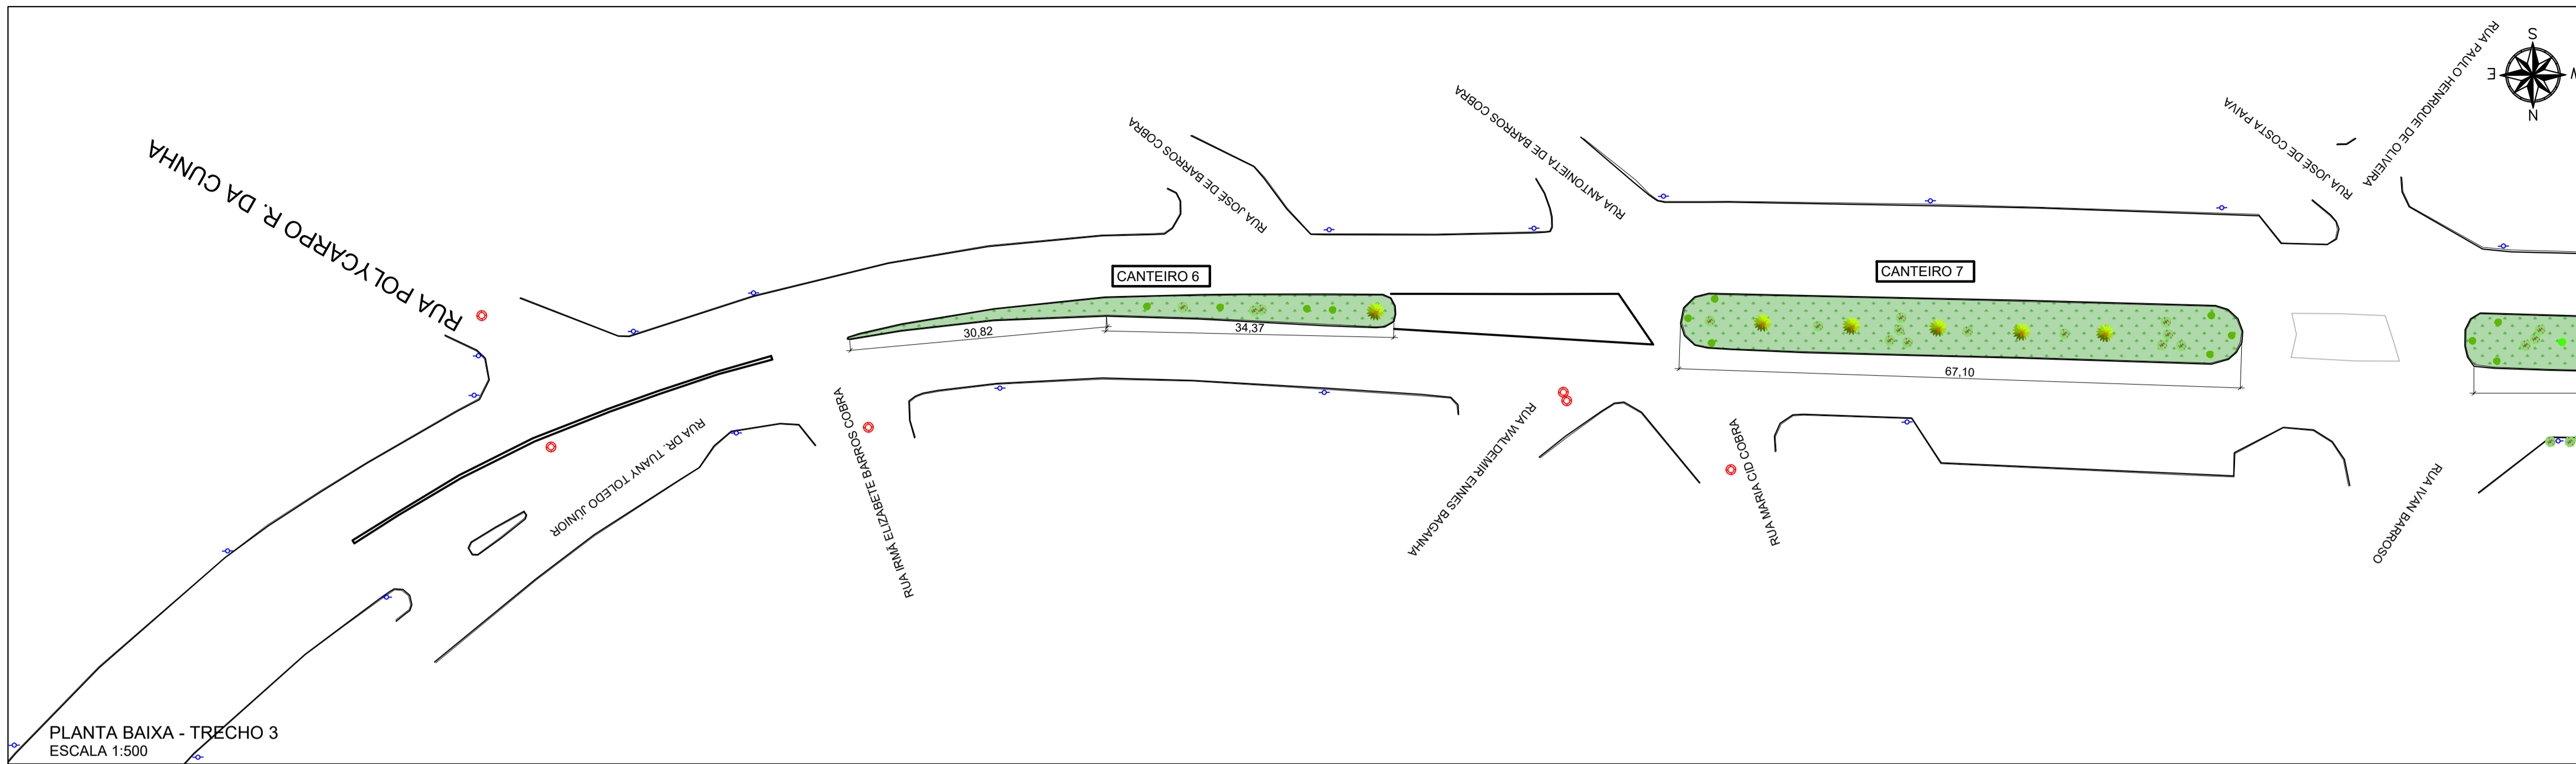 RUA PAULO HENRIQUE DE OLIVEIRA
S
E
W
N
RUA ANTONIETA DE BARROS COBRA
RUA JOSÉ DE COSTA PAIVA
RUA JOSÉ DE BARROS COBRA
RUA POLYCARPO R. DA CUNHA
CANTEIRO 6
CANTEIRO 7
30,82
34,37
67,10
RUA DR. TUANY TOLEDO JÚNIOR
RUA IRMÃ ELIZABETE BARROS COBRA
RUA WALDEMIR ENNES BAGANHA
RUA MARIA CID COBRA
RUA IVAN BARROSO
PLANTA BAIXA - TRECHO 3
ESCALA 1:500